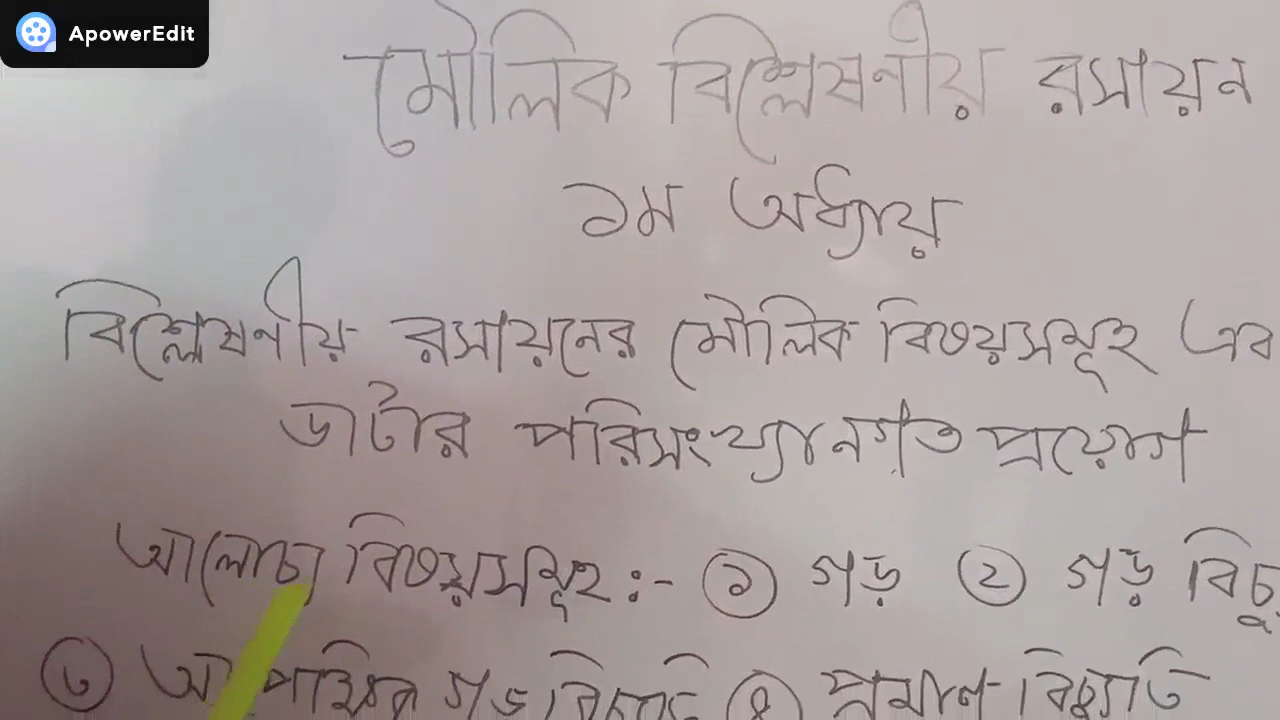 ApowerEdit
মৌলিক বিশ্লেষণীয় রসায়ন
১ম অধ্যায়
বিশ্লেষণীয় রসায়নের মৌলিক বিষয়সমূহ এব
ডাটার পরিসংখ্যানগত প্রয়োগ
আলোচ্য বিষয়সমূহ :- ১ গড় ২ গড় বিচ্যু
৩ গড় বিচ্যুতি ৪ প্রমাণ বিচ্যুতি